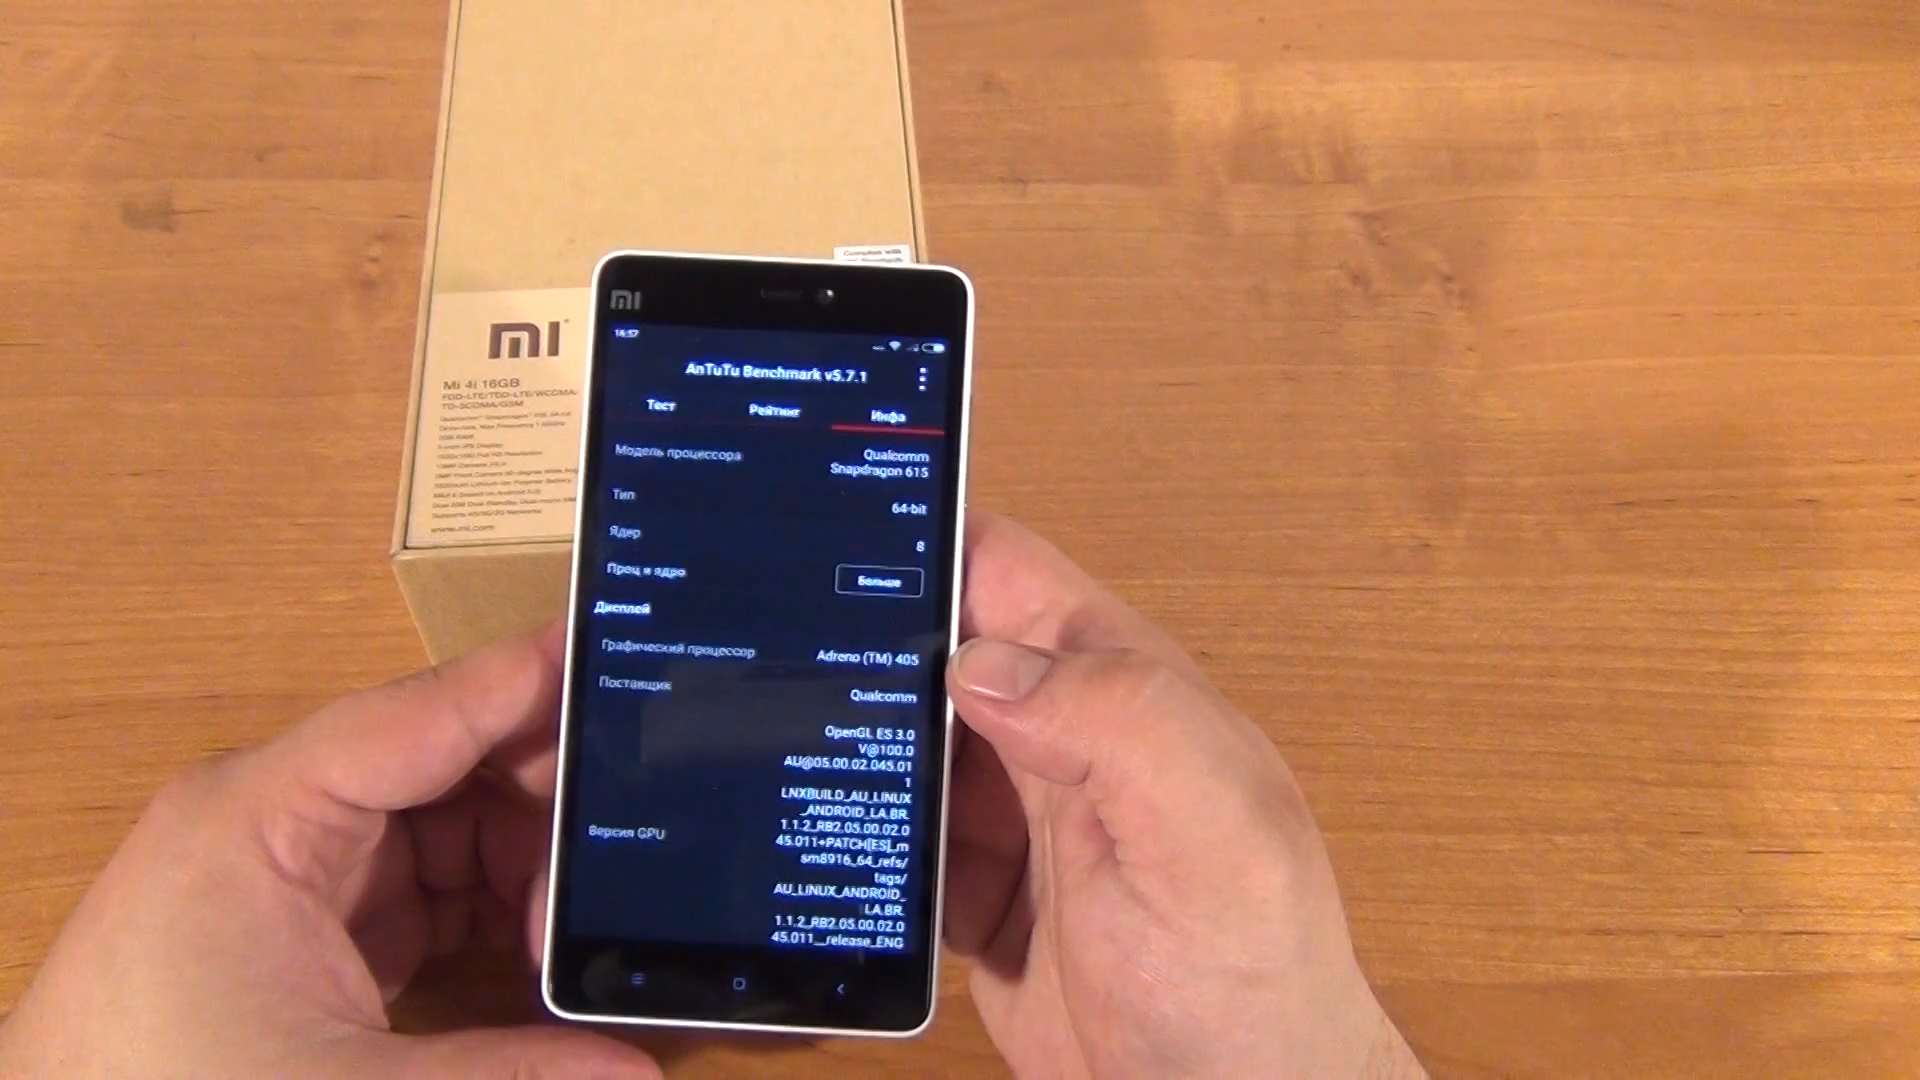 mi
Mi 4i 16GB
FDD-LTE/TDD-LTE/WCDMA/
TD-SCDMA/GSM
2GB RAM
www.mi.com
mi
16:57
AnTuTu Benchmark v5.7.1
Тест Рейтинг Инфа
Модель процессора Qualcomm
Snapdragon 615
Тип 64-bit
Ядер 8
Проц и ядро Больше
Дисплей
Графический процессор Adreno (TM) 405
Поставщик Qualcomm
Версия GPU
OpenGL ES 3.0
V@100.0
AU@05.00.02.045.01
1
LNXBUILD_AU_LINUX
_ANDROID_LA.BR.
1.1.2_RB2.05.00.02.0
45.011+PATCH[ES]_m
sm8916_64_refs/
tags/
AU_LINUX_ANDROID_
LA.BR.
1.1.2_RB2.05.00.02.0
45.011__release_ENG